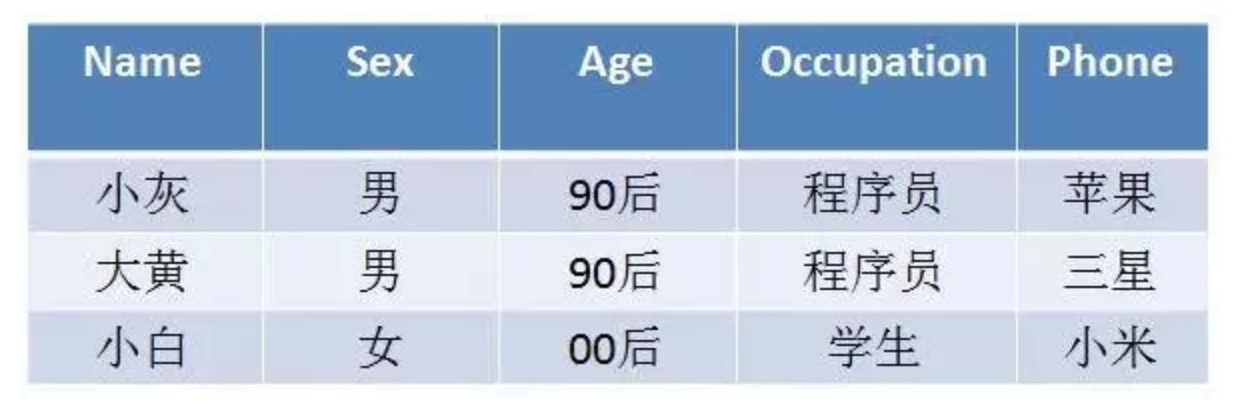 Name Sex Age Occupation Phone
小灰 男 90后 程序员 苹果
大黄 男 90后 程序员 三星
小白 女 00后 学生 小米